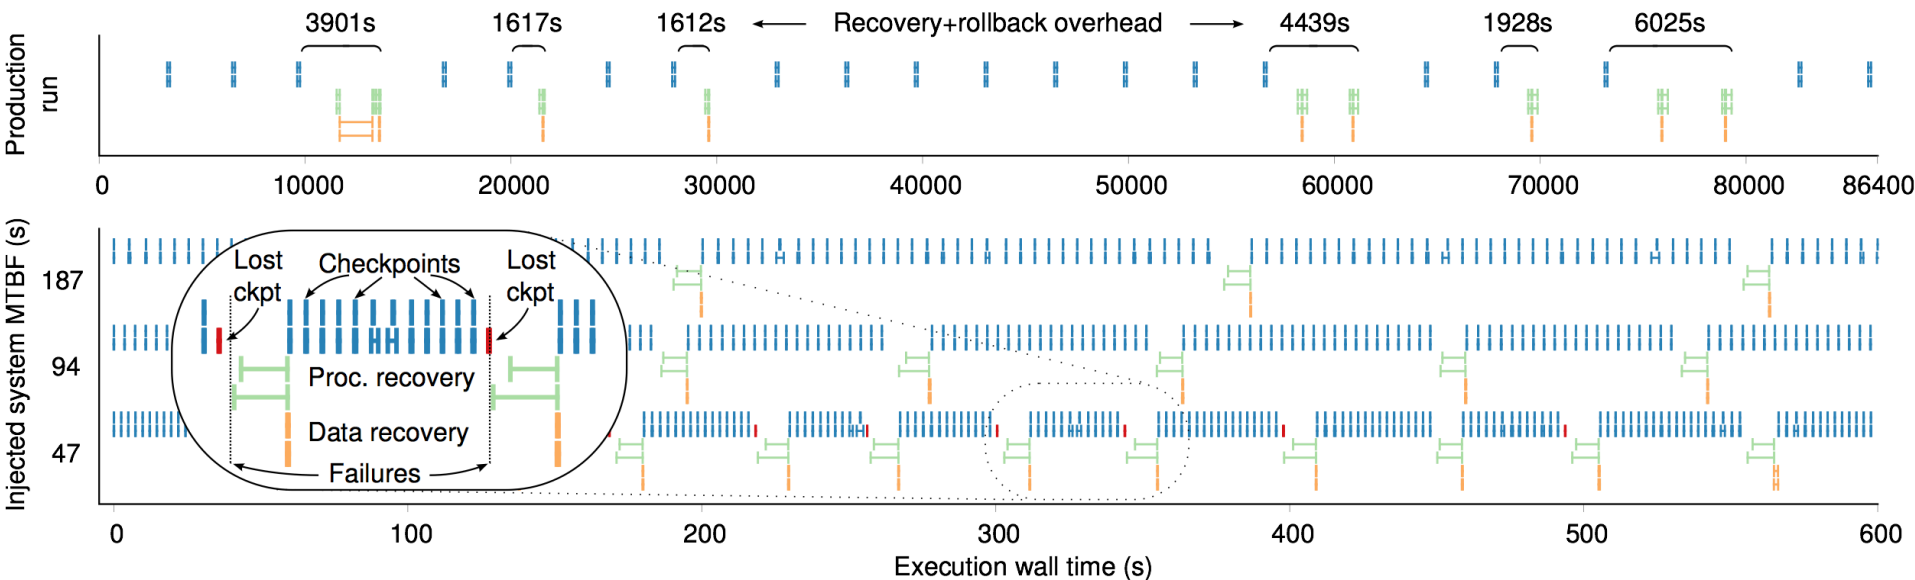 3901s 1617s 1612s Recovery+rollback overhead 4439s 1928s 6025s
Production
run
0 10000 20000 30000 40000 50000 60000 70000 80000 86400
Injected system MTBF (s)
187
94
47
Lost
ckpt
Checkpoints
Lost
ckpt
Proc. recovery
Data recovery
Failures
0 100 200 300 400 500 600
Execution wall time (s)